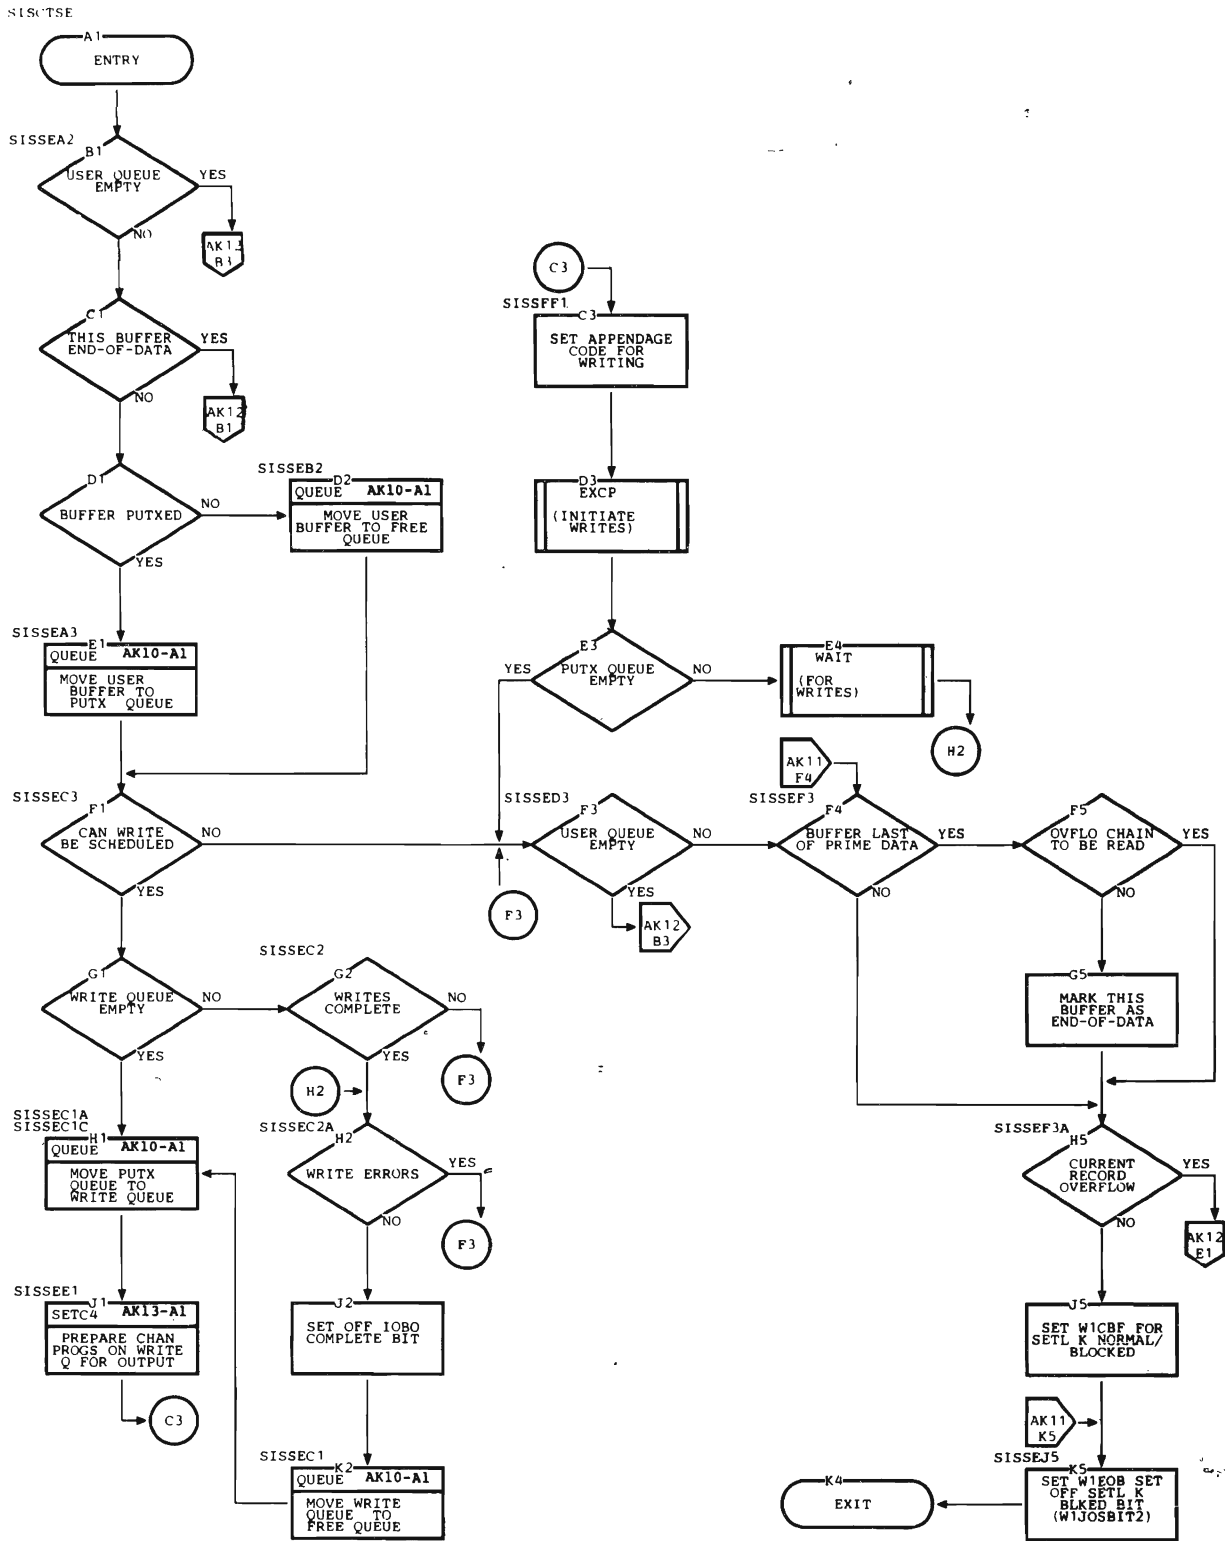 SISCTSE
A1
ENTRY
SISSEA2
B1
USER QUEUE
EMPTY
YES
NO
B3
C1
THIS BUFFER
END-OF-DATA
YES
NO
AK12
B1
D1
BUFFER PUTXED
NO
YES
SISSEB2
D2
QUEUE AK10-A1
MOVE USER
BUFFER TO FREE
QUEUE
SISSEA3
E1
QUEUE AK10-A1
MOVE USER
BUFFER TO
PUTX QUEUE
SISSEC3
F1
CAN WRITE
BE SCHEDULED
NO
YES
G1
WRITE QUEUE
EMPTY
NO
YES
SISSEC2
G2
WRITES
COMPLETE
NO
YES
F3
H2
SISSEC1A
SISSEC1C
H1
QUEUE AK10-A1
MOVE PUTX
QUEUE TO
WRITE QUEUE
SISSEC2A
H2
WRITE ERRORS
YES
NO
F3
SISSEE1
J1
SETC4 AK13-A1
PREPARE CHAN
PROGS ON WRITE
Q FOR OUTPUT
C3
J2
SET OFF IOBO
COMPLETE BIT
SISSEC1
K2
QUEUE AK10-A1
MOVE WRITE
QUEUE TO
FREE QUEUE
C3
SISSFF1
C3
SET APPENDAGE
CODE FOR
WRITING
D3
EXCP
(INITIATE
WRITES)
E3
PUTX QUEUE
EMPTY
YES
NO
E4
WAIT
(FOR
WRITES)
H2
SISSED3
F3
USER QUEUE
EMPTY
NO
YES
F3
AK12
B3
AK11
F4
SISSEF3
F4
BUFFER LAST
OF PRIME DATA
YES
NO
F5
OVFLO CHAIN
TO BE READ
YES
NO
G5
MARK THIS
BUFFER AS
END-OF-DATA
SISSEF3A
H5
CURRENT
RECORD
OVERFLOW
YES
NO
AK12
E1
J5
SET W1CBF FOR
SETL K NORMAL/
BLOCKED
AK11
K5
SISSEJ5
K5
SET W1EOB SET
OFF SETL K
BLKED BIT
(W1JOSBIT2)
K4
EXIT